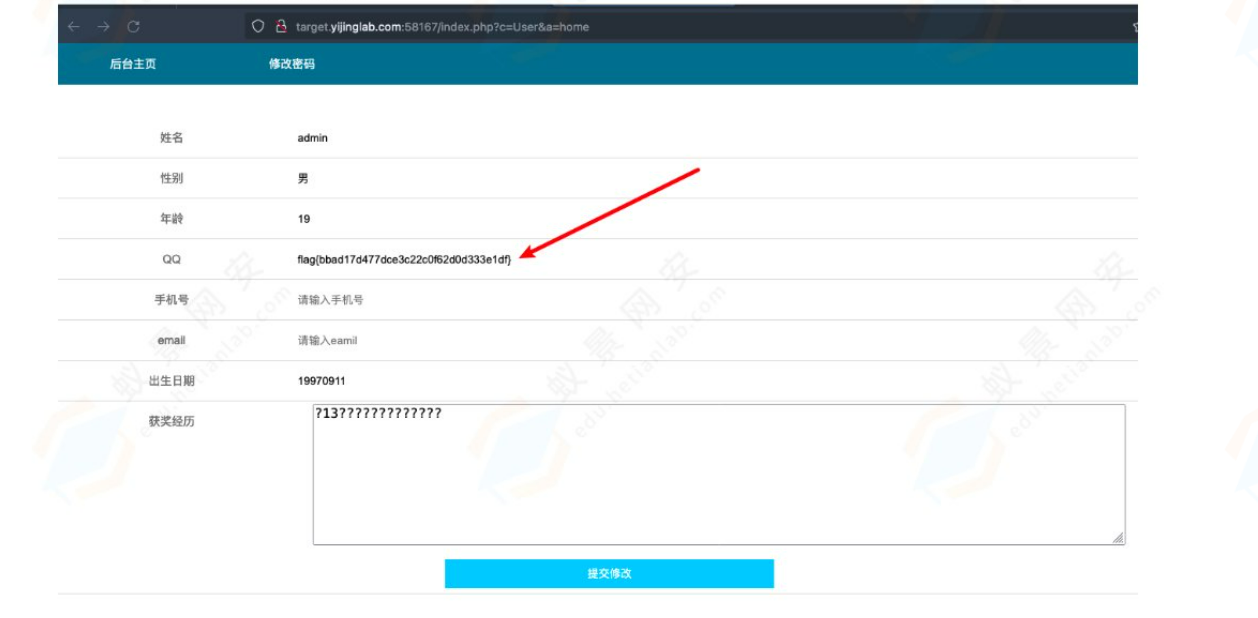 target.yijinglab.com:58167/index.php?c=User&a=home
后台主页 修改密码
姓名 admin
性别 男
年龄 19
QQ flag{bbad17d477dce3c22c0f62d0d333e1df}
手机号 请输入手机号
email 请输入eamil
出生日期 19970911
获奖经历 ?13?????????????
提交修改
蚁景网安
edu.hetianlab.com